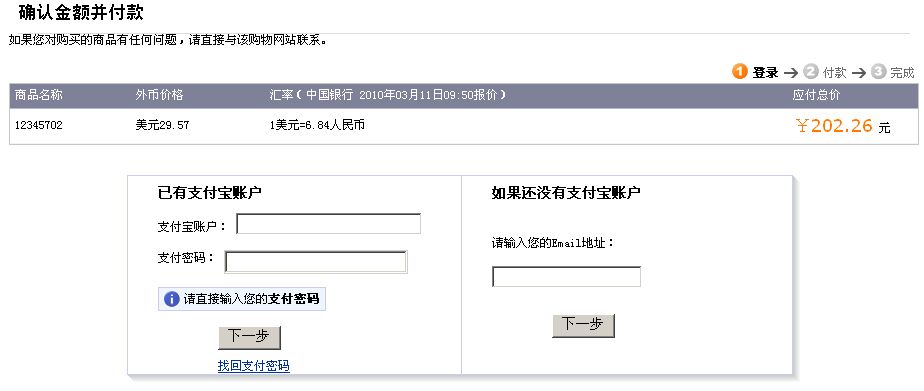 确认金额并付款
如果您对购买的商品有任何问题，请直接与该购物网站联系。
1 登录 → 2 付款 → 3 完成
商品名称 外币价格 汇率（中国银行 2010年03月11日09:50报价） 应付总价
12345702 美元29.57 1美元=6.84人民币 ￥202.26 元
已有支付宝账户
支付宝账户：
支付密码：
请直接输入您的支付密码
下一步
找回支付密码
如果还没有支付宝账户
请输入您的Email地址：
下一步